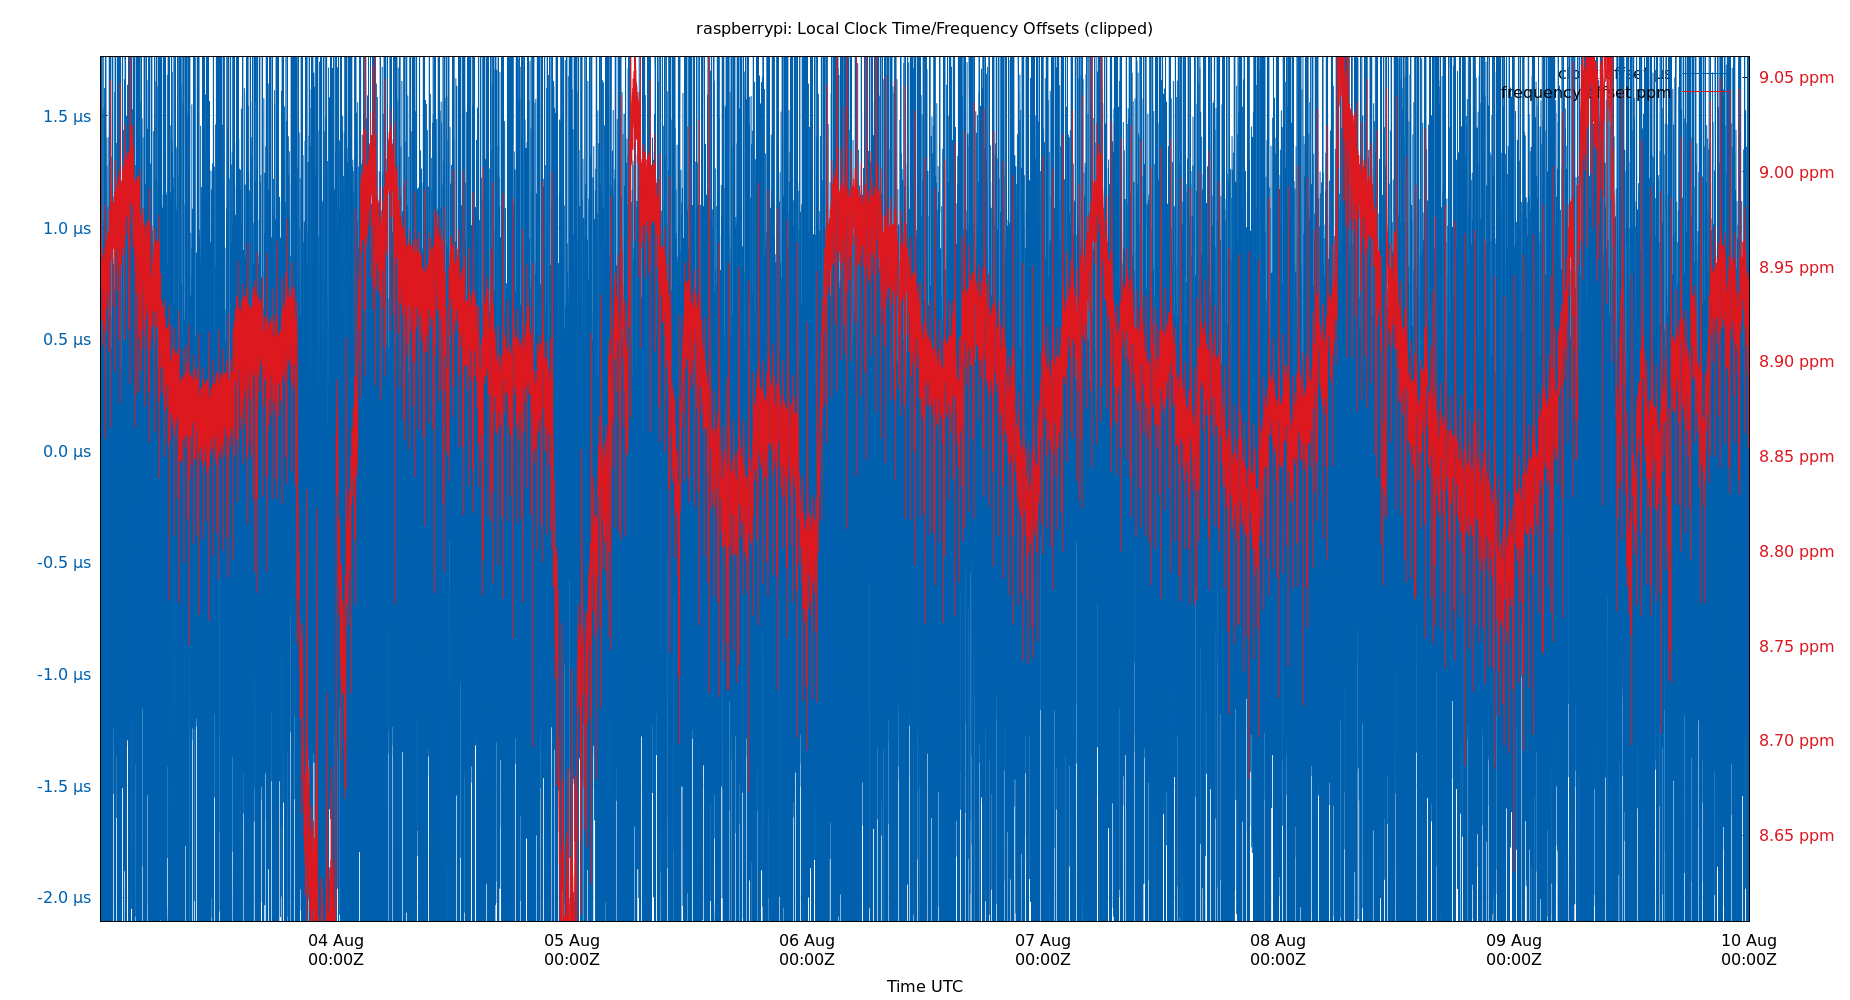 raspberrypi: Local Clock Time/Frequency Offsets (clipped)
frequency offset ppm
1.5 µs
1.0 µs
0.5 µs
0.0 µs
-0.5 µs
-1.0 µs
-1.5 µs
-2.0 µs
9.05 ppm
9.00 ppm
8.95 ppm
8.90 ppm
8.85 ppm
8.80 ppm
8.75 ppm
8.70 ppm
8.65 ppm
04 Aug
00:00Z
05 Aug
00:00Z
06 Aug
00:00Z
07 Aug
00:00Z
08 Aug
00:00Z
09 Aug
00:00Z
10 Aug
00:00Z
Time UTC